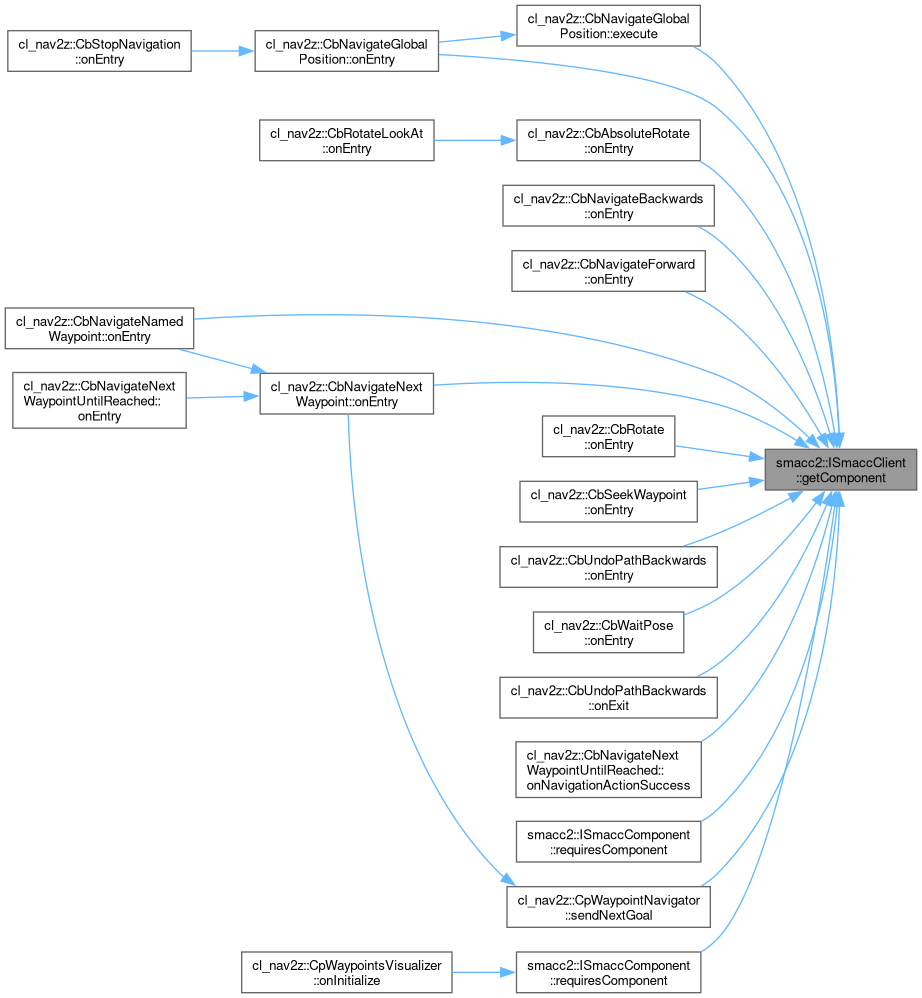 cl_nav2z::CbNavigateGlobal
Position::execute
cl_nav2z::CbStopNavigation
::onEntry
cl_nav2z::CbNavigateGlobal
Position::onEntry
cl_nav2z::CbRotateLookAt
::onEntry
cl_nav2z::CbAbsoluteRotate
::onEntry
cl_nav2z::CbNavigateBackwards
::onEntry
cl_nav2z::CbNavigateForward
::onEntry
cl_nav2z::CbNavigateNamed
Waypoint::onEntry
cl_nav2z::CbNavigateNext
WaypointUntilReached::
onEntry
cl_nav2z::CbNavigateNext
Waypoint::onEntry
cl_nav2z::CbRotate
::onEntry
smacc2::ISmaccClient
::getComponent
cl_nav2z::CbSeekWaypoint
::onEntry
cl_nav2z::CbUndoPathBackwards
::onEntry
cl_nav2z::CbWaitPose
::onEntry
cl_nav2z::CbUndoPathBackwards
::onExit
cl_nav2z::CbNavigateNext
WaypointUntilReached::
onNavigationActionSuccess
smacc2::ISmaccComponent
::requiresComponent
cl_nav2z::CpWaypointNavigator
::sendNextGoal
cl_nav2z::CpWaypointsVisualizer
::onInitialize
smacc2::ISmaccComponent
::requiresComponent